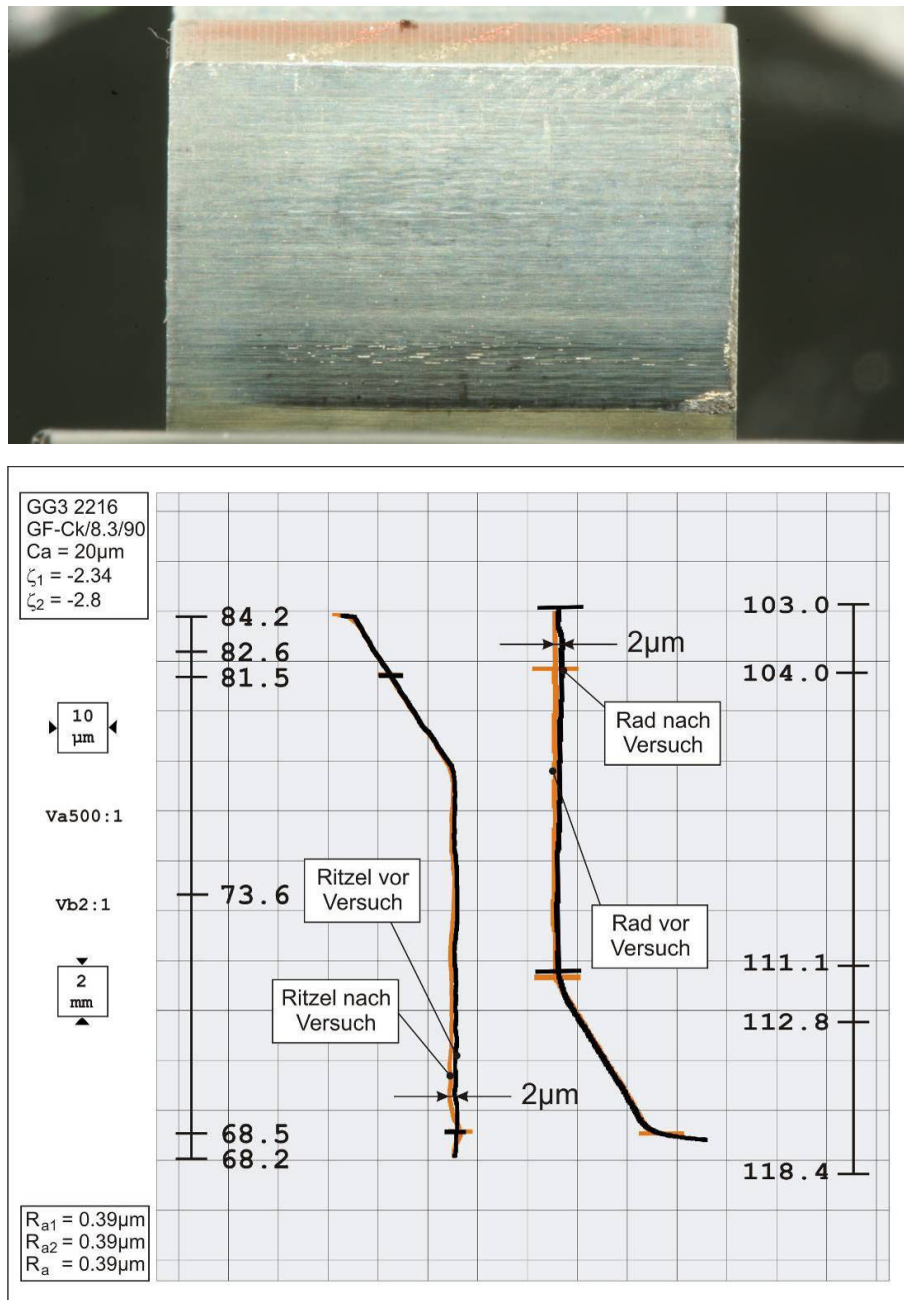 GG3 2216
GF-Ck/8.3/90
Ca = 20µm
ζ₁ = -2.34
ζ₂ = -2.8
84.2
82.6
81.5
10
µm
Va500:1
73.6
Vb2:1
2
mm
68.5
68.2
2µm
Rad nach
Versuch
Ritzel vor
Versuch
Rad vor
Versuch
Ritzel nach
Versuch
2µm
103.0
104.0
111.1
112.8
118.4
Rₐ₁ = 0.39µm
Rₐ₂ = 0.39µm
Rₐ = 0.39µm